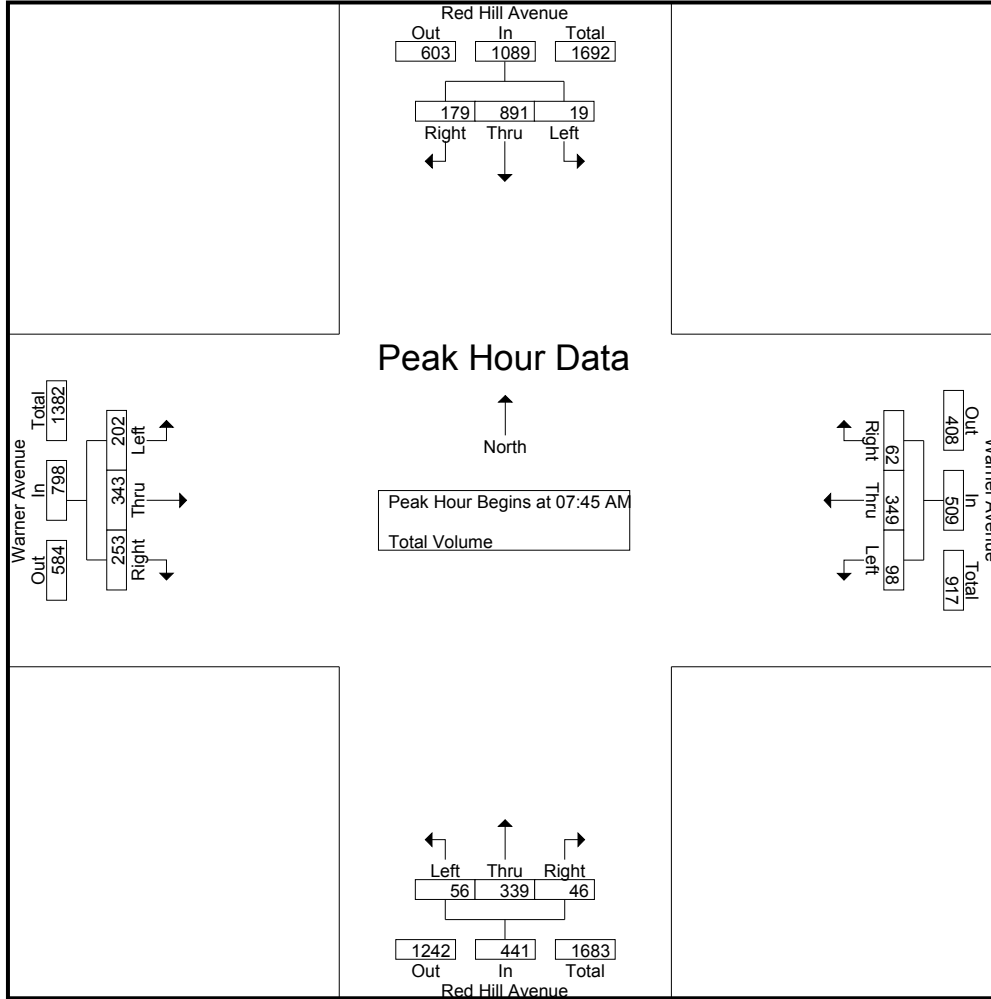 Red Hill Avenue
Out In Total
603 1089 1692
179 891 19
Right Thru Left
Peak Hour Data
North
Peak Hour Begins at 07:45 AM
Total Volume
Warner Avenue
Out In Total
584 798 1382
253 343 202
Right Thru Left
Warner Avenue
Out In Total
408 509 917
62 349 98
Right Thru Left
Left Thru Right
56 339 46
1242 441 1683
Out In Total
Red Hill Avenue